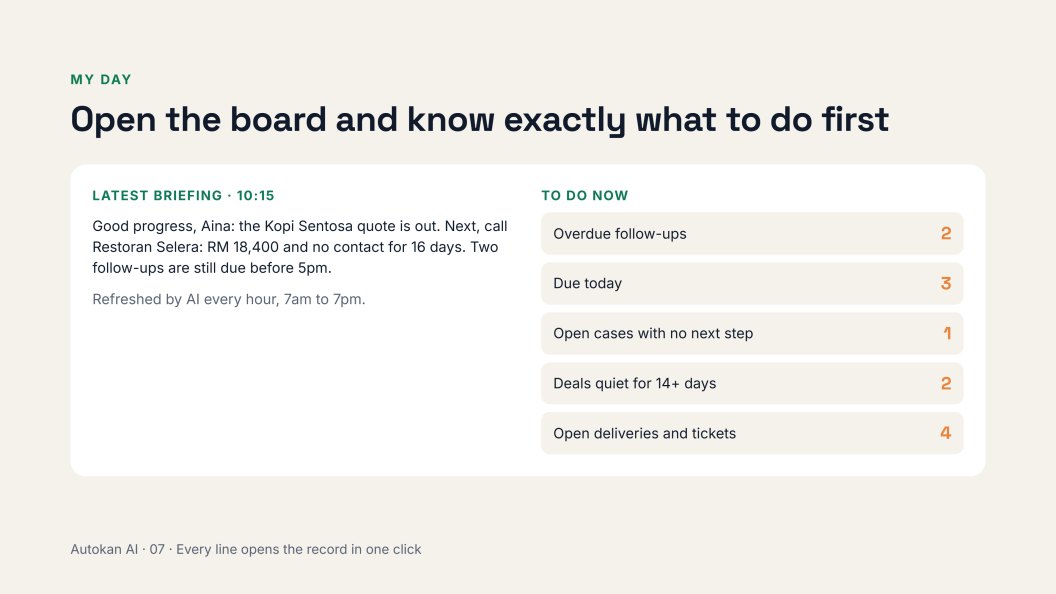 MY DAY
Open the board and know exactly what to do first
LATEST BRIEFING · 10:15
Good progress, Aina: the Kopi Sentosa quote is out. Next, call
Restoran Selera: RM 18,400 and no contact for 16 days. Two
follow-ups are still due before 5pm.
Refreshed by AI every hour, 7am to 7pm.
TO DO NOW
Overdue follow-ups 2
Due today 3
Open cases with no next step 1
Deals quiet for 14+ days 2
Open deliveries and tickets 4
Autokan AI · 07 · Every line opens the record in one click